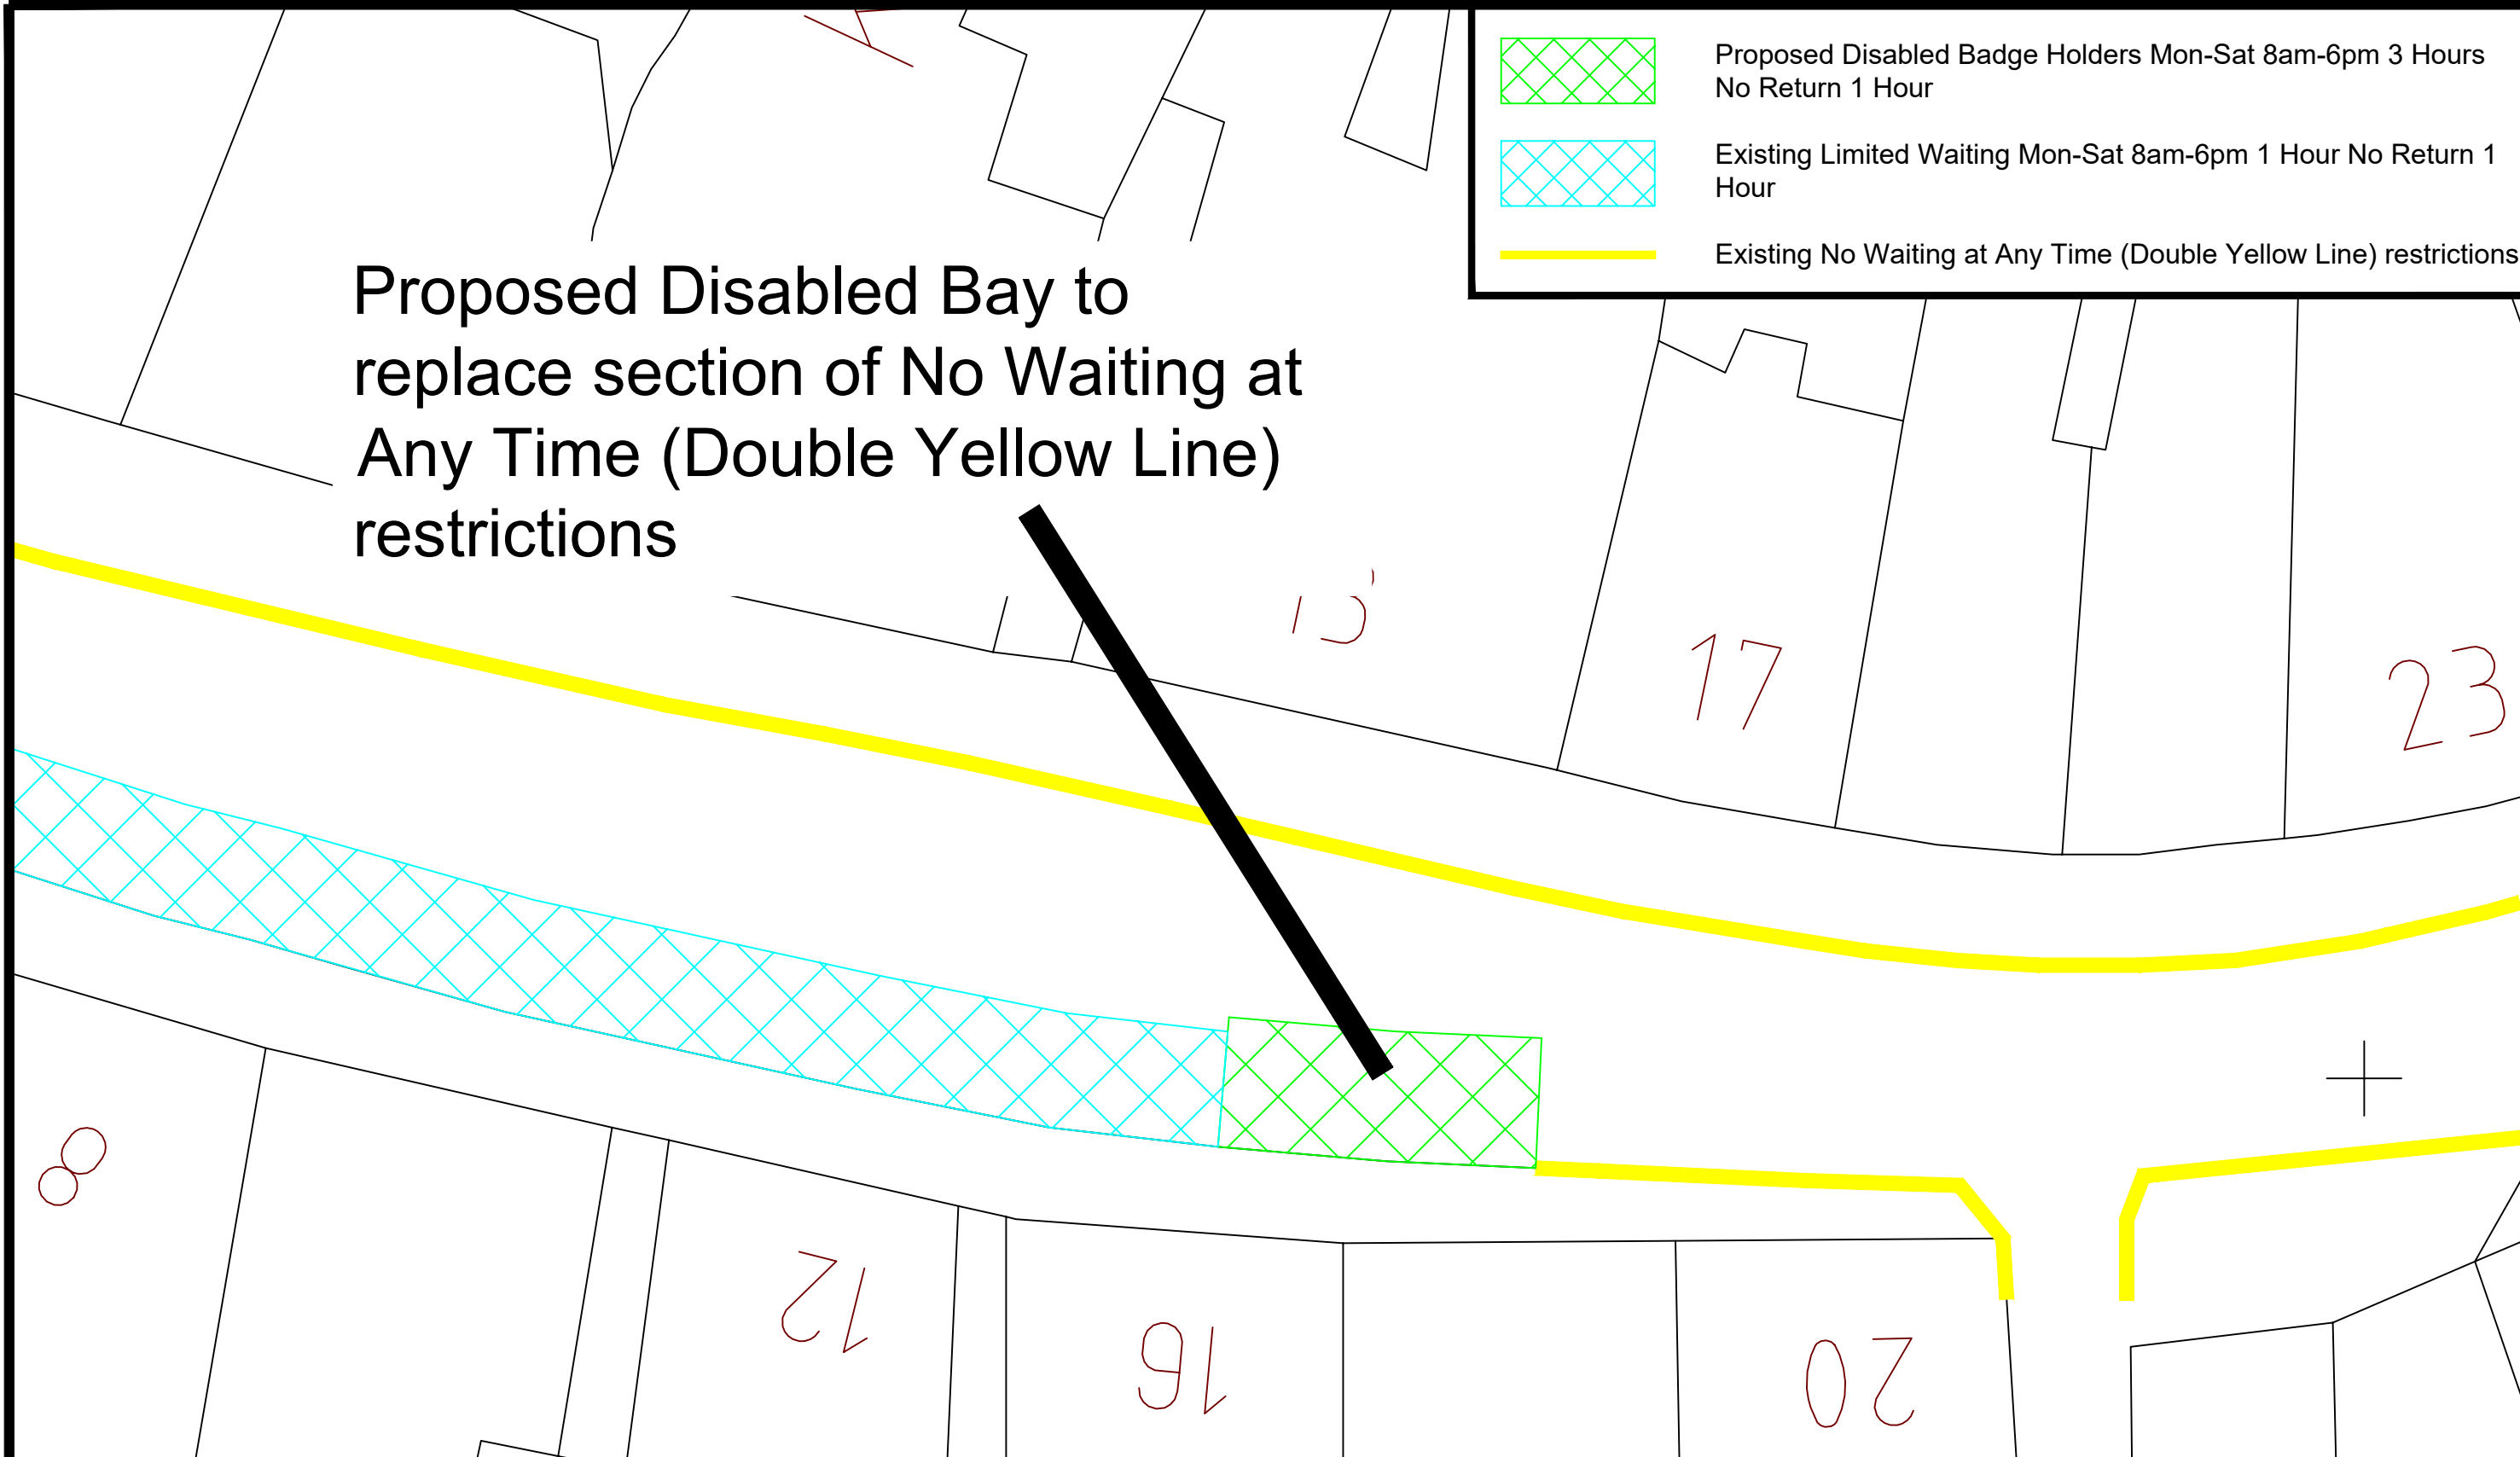 Proposed Disabled Badge Holders Mon-Sat 8am-6pm 3 Hours
No Return 1 Hour
Existing Limited Waiting Mon-Sat 8am-6pm 1 Hour No Return 1
Hour
Existing No Waiting at Any Time (Double Yellow Line) restrictions
Proposed Disabled Bay to
replace section of No Waiting at
Any Time (Double Yellow Line)
restrictions
17
23
8
12
16
20